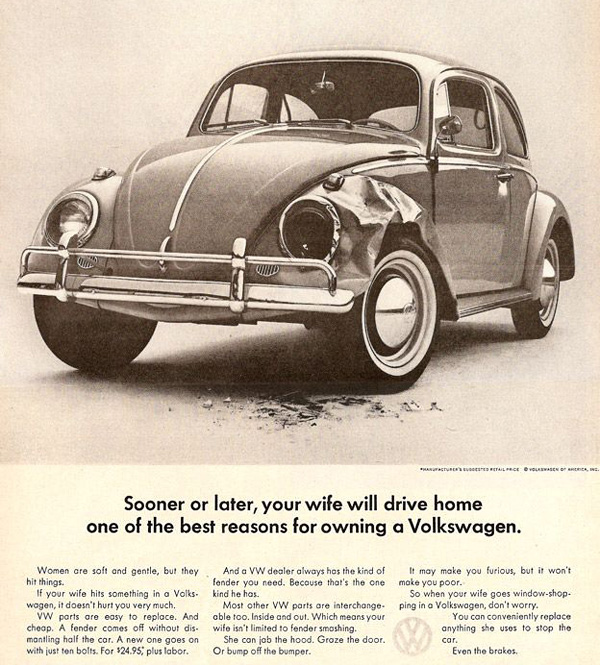 *MANUFACTURER'S SUGGESTED RETAIL PRICE © VOLKSWAGEN OF AMERICA, INC.
Sooner or later, your wife will drive home
one of the best reasons for owning a Volkswagen.
Women are soft and gentle, but they
hit things.
If your wife hits something in a Volks-
wagen, it doesn't hurt you very much.
VW parts are easy to replace. And
cheap. A fender comes off without dis-
mantling half the car. A new one goes on
with just ten bolts. For $24.95,* plus labor.
And a VW dealer always has the kind of
fender you need. Because that's the one
kind he has.
Most other VW parts are interchange-
able too. Inside and out. Which means your
wife isn't limited to fender smashing.
She can jab the hood. Graze the door.
Or bump off the bumper.
It may make you furious, but it won't
make you poor.
So when your wife goes window-shop-
ping in a Volkswagen, don't worry.
You can conveniently replace
anything she uses to stop the
car.
Even the brakes.